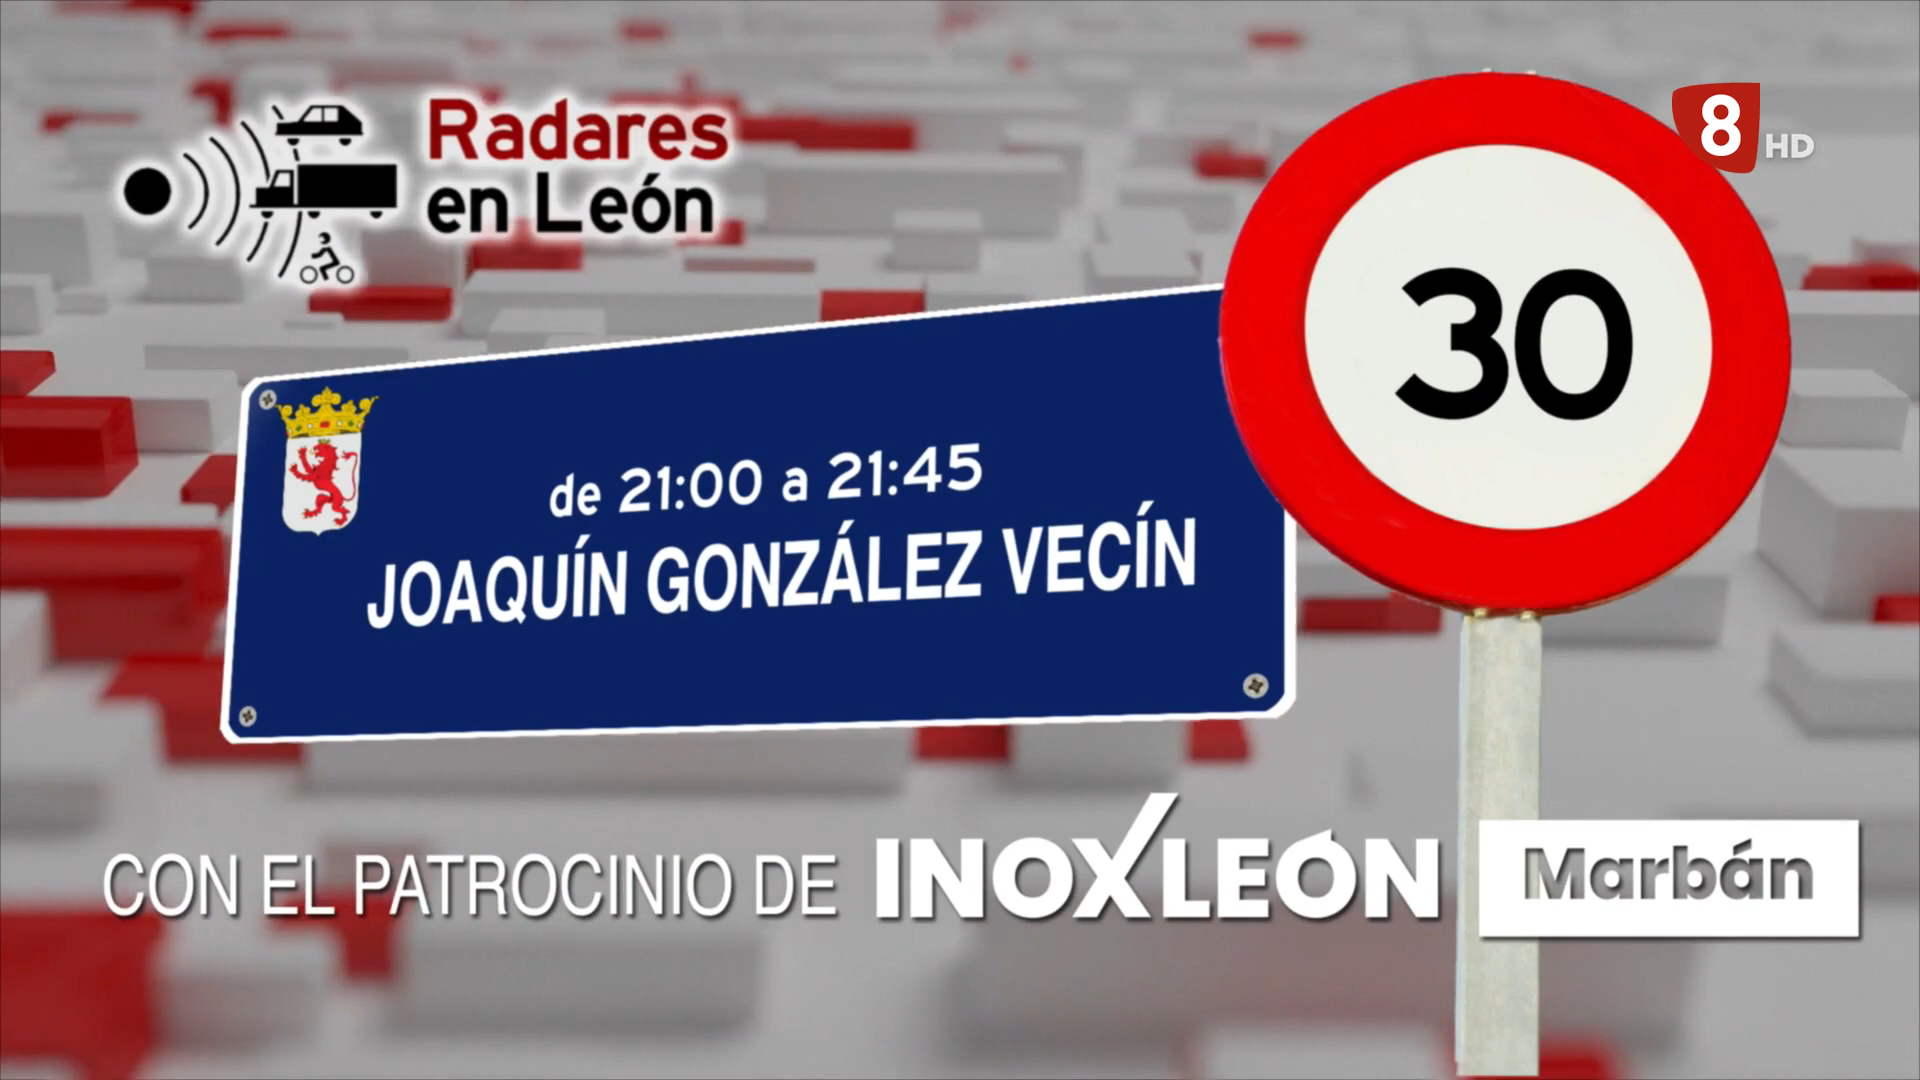 Radares
en León
8 HD
30
de 21:00 a 21:45
JOAQUÍN GONZÁLEZ VECÍN
CON EL PATROCINIO DE INOXLEÓN Marbán